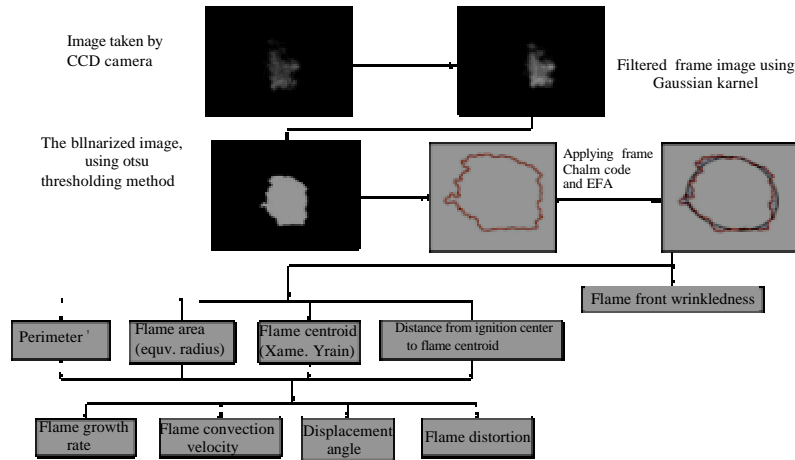 Image taken by
CCD camera
Filtered frame image using
Gaussian karnel
The bllnarized image,
using otsu
thresholding method
Applying frame
Chalm code
and EFA
Flame front wrinkledness
Perimeter '
Flame area
(equv. radius)
Flame centroid
(Xame. Yrain)
Distance from ignition center
to flame centroid
Flame growth
rate
Flame convection
velocity
Displacement
angle
Flame distortion